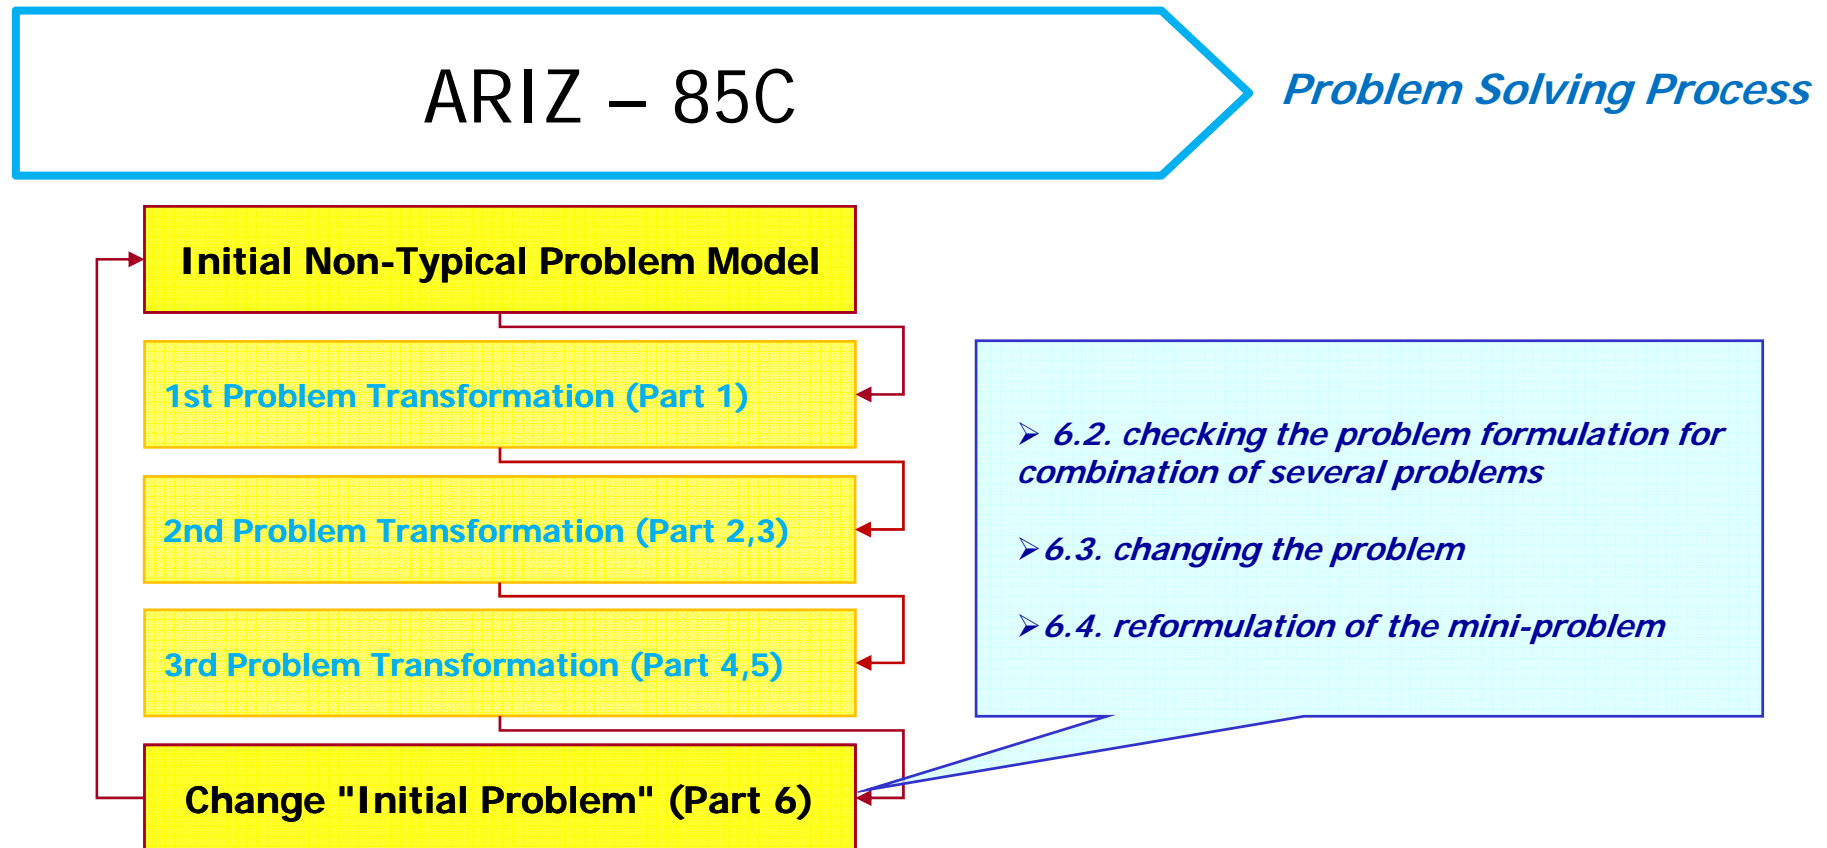 ARIZ – 85C
Problem Solving Process
Initial Non-Typical Problem Model
1st Problem Transformation (Part 1)
2nd Problem Transformation (Part 2,3)
3rd Problem Transformation (Part 4,5)
Change "Initial Problem" (Part 6)
➢ 6.2. checking the problem formulation for
combination of several problems
➢6.3. changing the problem
➢6.4. reformulation of the mini-problem